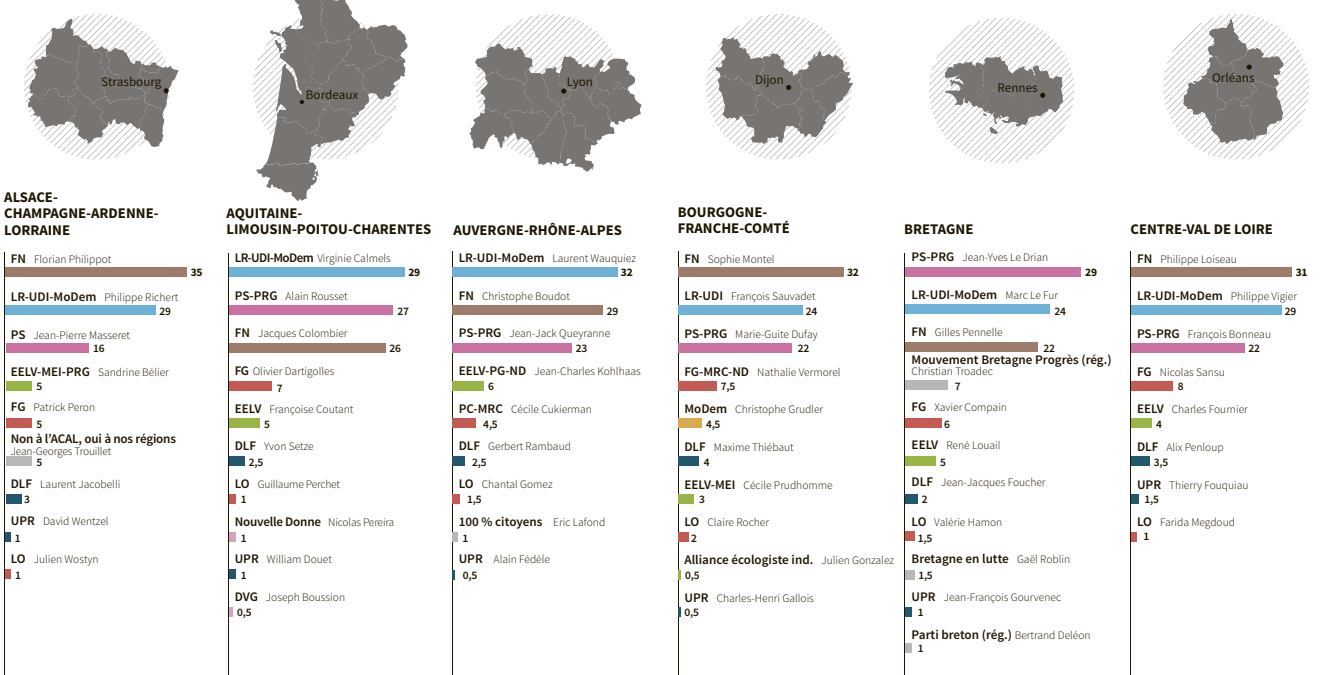 Strasbourg
ALSACE-
CHAMPAGNE-ARDENNE-
LORRAINE
FN Florian Philippot
35
LR-UDI-MoDem Philippe Richert
29
PS Jean-Pierre Masseret
16
EELV-MEI-PRG Sandrine Bélier
5
FG Patrick Peron
5
Non à l'ACAL, oui à nos régions
Jean-Georges Trouillet
5
DLF Laurent Jacobelli
3
UPR David Wentzel
1
LO Julien Wostyn
1
Bordeaux
AQUITAINE-
LIMOUSIN-POITOU-CHARENTES
LR-UDI-MoDem Virginie Calmels
29
PS-PRG Alain Rousset
27
FN Jacques Colombier
26
FG Olivier Dartigolles
7
EELV Françoise Coutant
5
DLF Yvon Setze
2,5
LO Guillaume Perchet
1
Nouvelle Donne Nicolas Pereira
1
UPR William Douet
1
DVG Joseph Boussion
0,5
Lyon
AUVERGNE-RHÔNE-ALPES
LR-UDI-MoDem Laurent Wauquiez
32
FN Christophe Boudot
29
PS-PRG Jean-Jack Queyranne
23
EELV-PG-ND Jean-Charles Kohlhaas
6
PC-MRC Cécile Cukierman
4,5
DLF Gerbert Rambaud
2,5
LO Chantal Gomez
1,5
100 % citoyens Eric Lafond
1
UPR Alain Fédèle
0,5
Dijon
BOURGOGNE-
FRANCHE-COMTÉ
FN Sophie Montel
32
LR-UDI François Sauvadet
24
PS-PRG Marie-Guite Dufay
22
FG-MRC-ND Nathalie Vermorel
7,5
MoDem Christophe Grudler
4,5
DLF Maxime Thiébaut
4
EELV-MEI Cécile Prudhomme
3
LO Claire Rocher
2
Alliance écologiste ind. Julien Gonzalez
0,5
UPR Charles-Henri Gallois
0,5
Rennes
BRETAGNE
PS-PRG Jean-Yves Le Drian
29
LR-UDI-MoDem Marc Le Fur
24
FN Gilles Pennelle
22
Mouvement Bretagne Progrès (rég.)
Christian Troadec
7
FG Xavier Compain
6
EELV René Louail
5
DLF Jean-Jacques Foucher
2
LO Valérie Hamon
1,5
Bretagne en lutte Gaël Roblin
1,5
UPR Jean-François Gourvenec
1
Parti breton (rég.) Bertrand Deléon
1
Orléans
CENTRE-VAL DE LOIRE
FN Philippe Loiseau
31
LR-UDI-MoDem Philippe Vigier
29
PS-PRG François Bonneau
22
FG Nicolas Sansu
8
EELV Charles Fournier
4
DLF Alix Penloup
3,5
UPR Thierry Fouquiau
1,5
LO Farida Megdoud
1